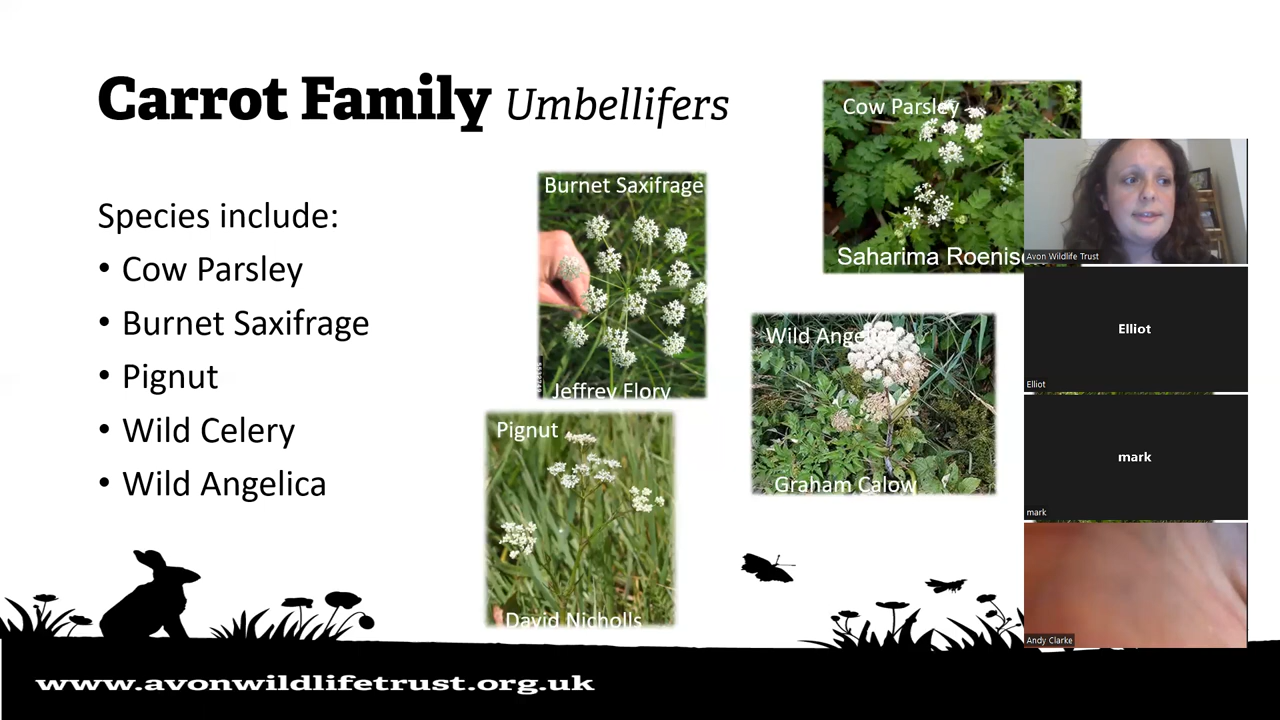 Carrot Family Umbellifers
Species include:
• Cow Parsley
• Burnet Saxifrage
• Pignut
• Wild Celery
• Wild Angelica
Burnet Saxifrage
Jeffrey Flory
Pignut
David Nicholls
Cow Parsley
Saharima Roenis
Wild Angelica
Graham Calow
Avon Wildlife Trust
Elliot
Elliot
mark
mark
Andy Clarke
www.avonwildlifetrust.org.uk